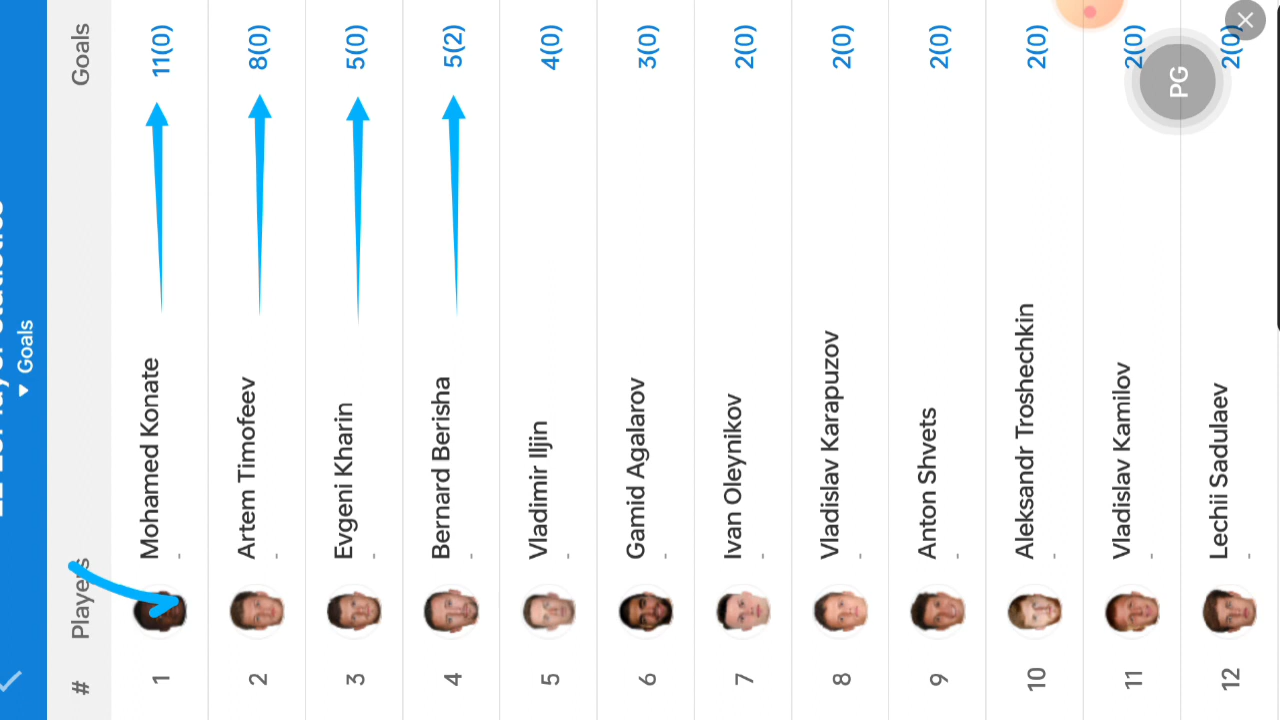 Goals
# Players Goals
1 Mohamed Konate 11(0)
-
2 Artem Timofeev 8(0)
-
3 Evgeni Kharin 5(0)
-
4 Bernard Berisha 5(2)
-
5 Vladimir Iljin 4(0)
-
6 Gamid Agalarov 3(0)
-
7 Ivan Oleynikov 2(0)
-
8 Vladislav Karapuzov 2(0)
-
9 Anton Shvets 2(0)
-
10 Aleksandr Troshechkin 2(0)
-
11 Vladislav Kamilov 2(0)
-
PG
12 Lechii Sadulaev 2(0)
-